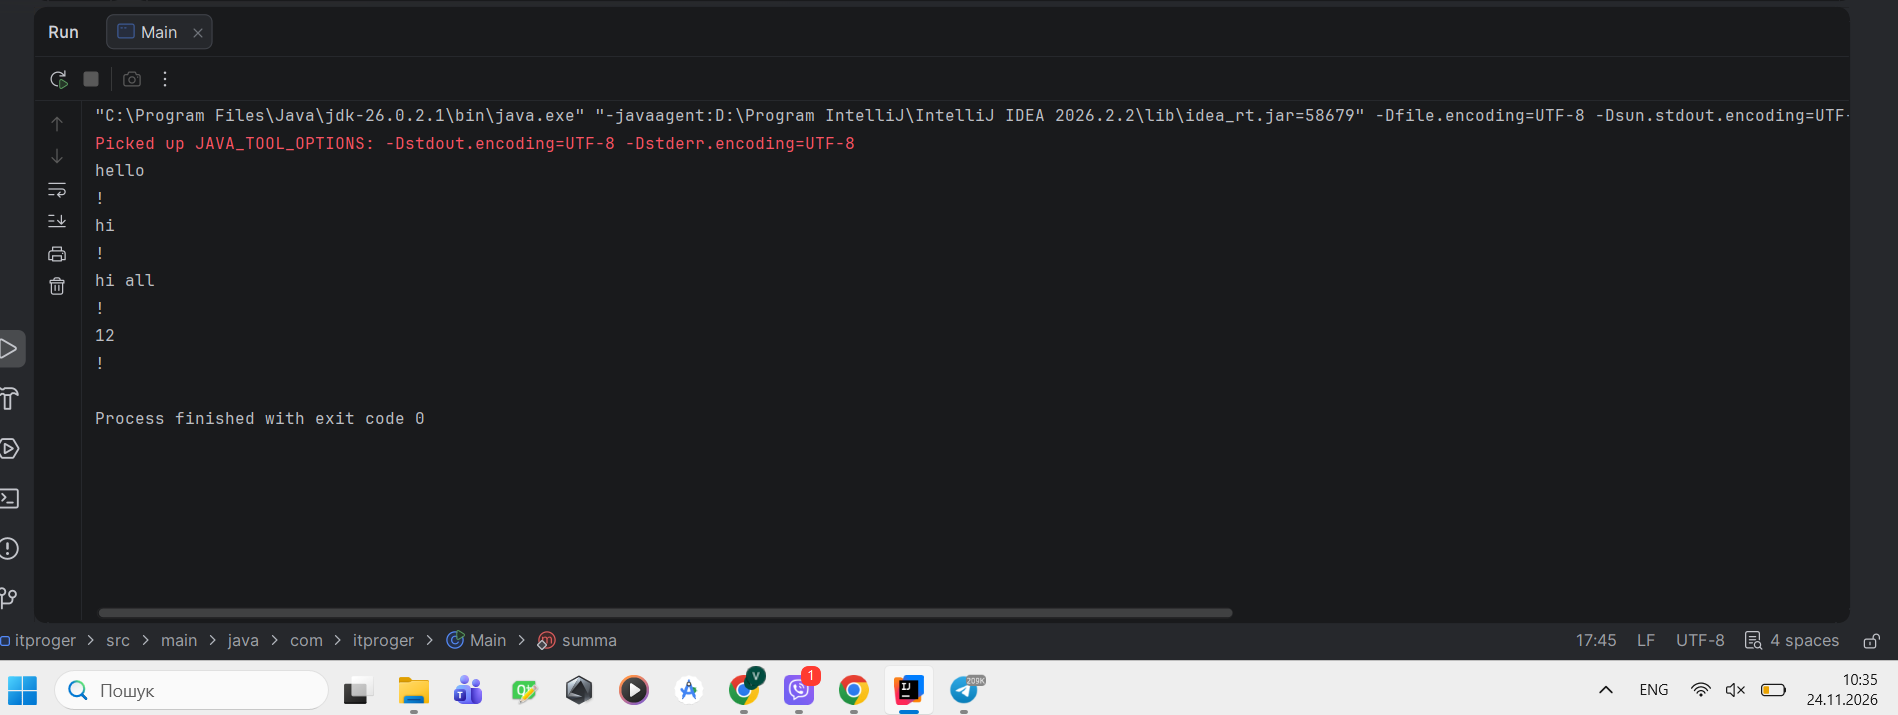 Run Main
"C:\Program Files\Java\jdk-26.0.2.1\bin\java.exe" "-javaagent:D:\Program IntelliJ\IntelliJ IDEA 2026.2.2\lib\idea_rt.jar=58679" -Dfile.encoding=UTF-8 -Dsun.stdout.encoding=UTF-
Picked up JAVA_TOOL_OPTIONS: -Dstdout.encoding=UTF-8 -Dstderr.encoding=UTF-8
hello
!
hi
!
hi all
!
12
!
Process finished with exit code 0
itproger > src > main > java > com > itproger > Main > summa 17:45 LF UTF-8 4 spaces
Пошук V 1 209K ENG 10:35
24.11.2026